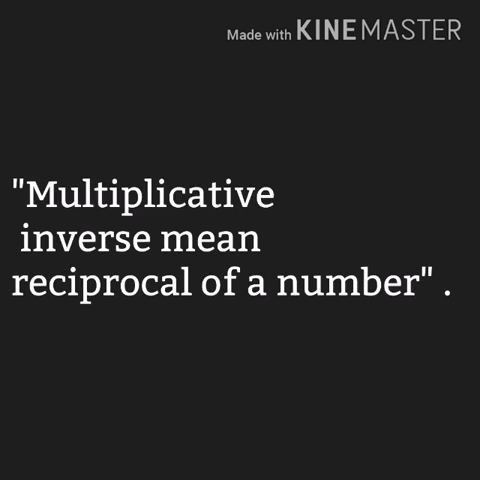 Made with KINEMASTER
"Multiplicative
inverse mean
reciprocal of a number" .